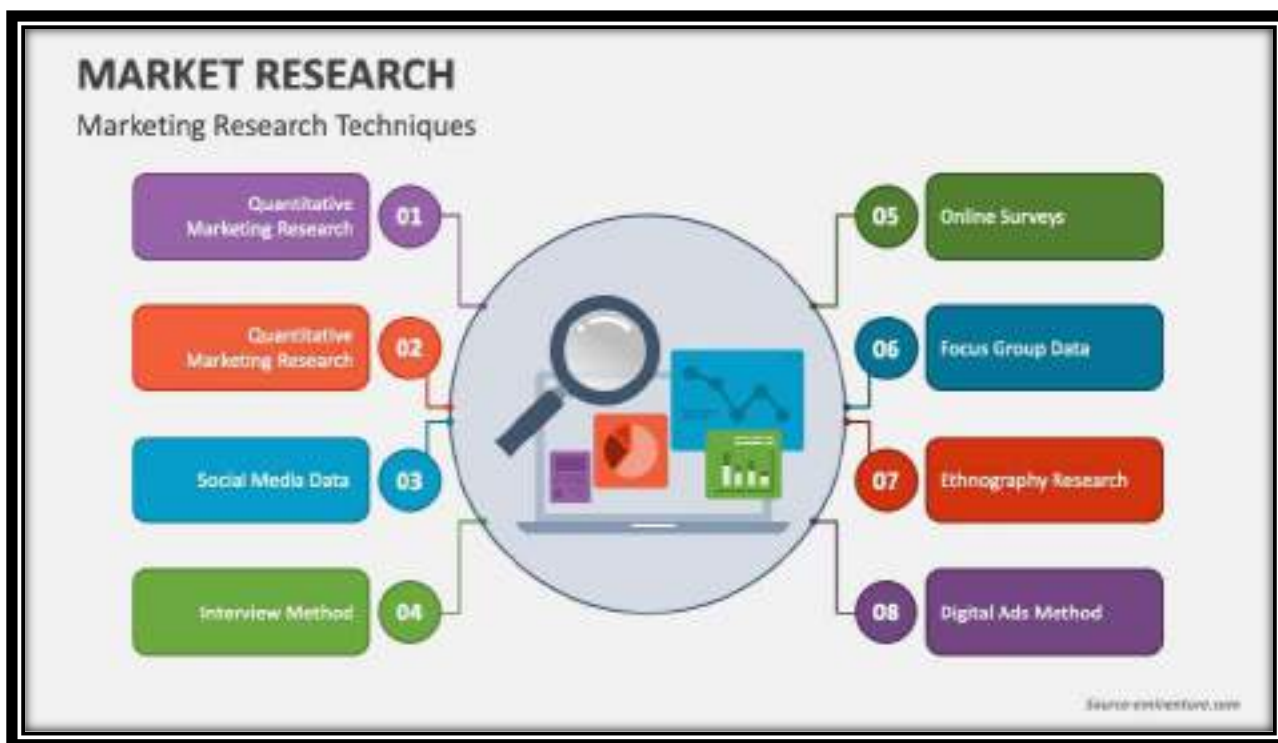 MARKET RESEARCH
Marketing Research Techniques
Quantitative
Marketing Research
01
Quantitative
Marketing Research
02
Social Media Data
03
Interview Method
04
05
Online Surveys
06
Focus Group Data
07
Ethnography Research
08
Digital Ads Method